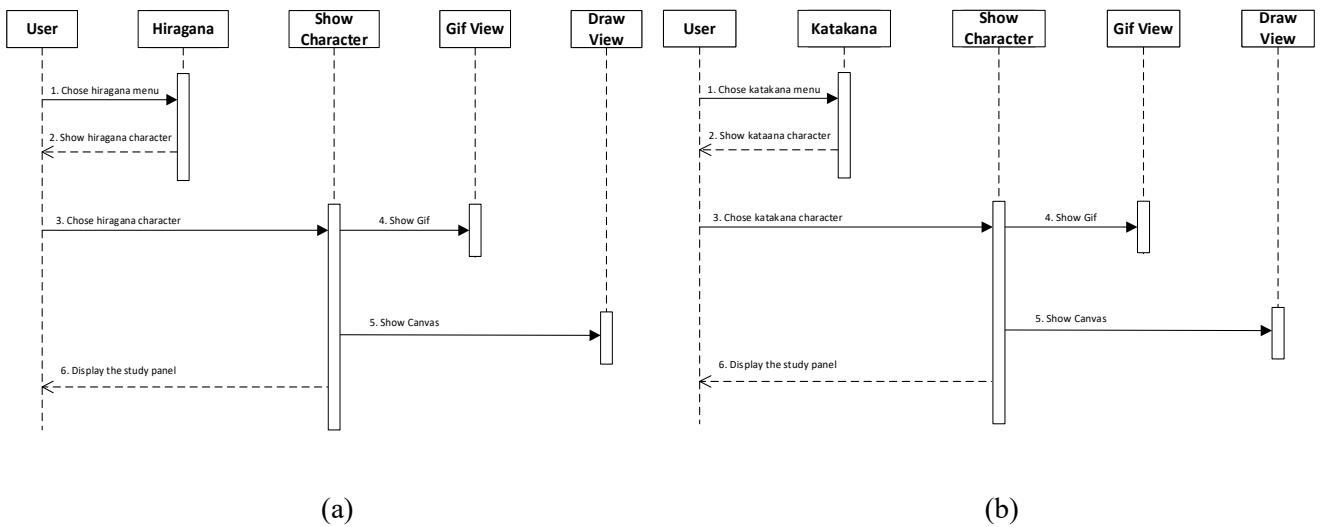 User
Hiragana
Show
Character
Gif View
Draw
View
1. Chose hiragana menu
2. Show hiragana character
3. Chose hiragana character
4. Show Gif
5. Show Canvas
6. Display the study panel
(a)
User
Katakana
Show
Character
Gif View
Draw
View
1. Chose katakana menu
2. Show kataana character
3. Chose katakana character
4. Show Gif
5. Show Canvas
6. Display the study panel
(b)